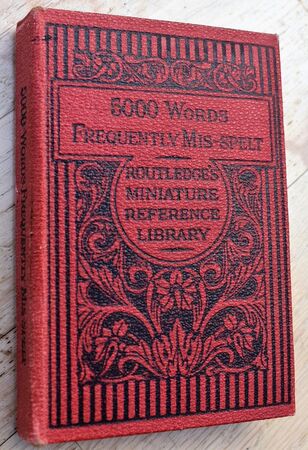 5000 WORDS
FREQUENTLY MIS-SPELT
ROUTLEDGE'S
MINIATURE
REFERENCE
LIBRARY
5000 WORDS FREQUENTLY MIS-SPELT